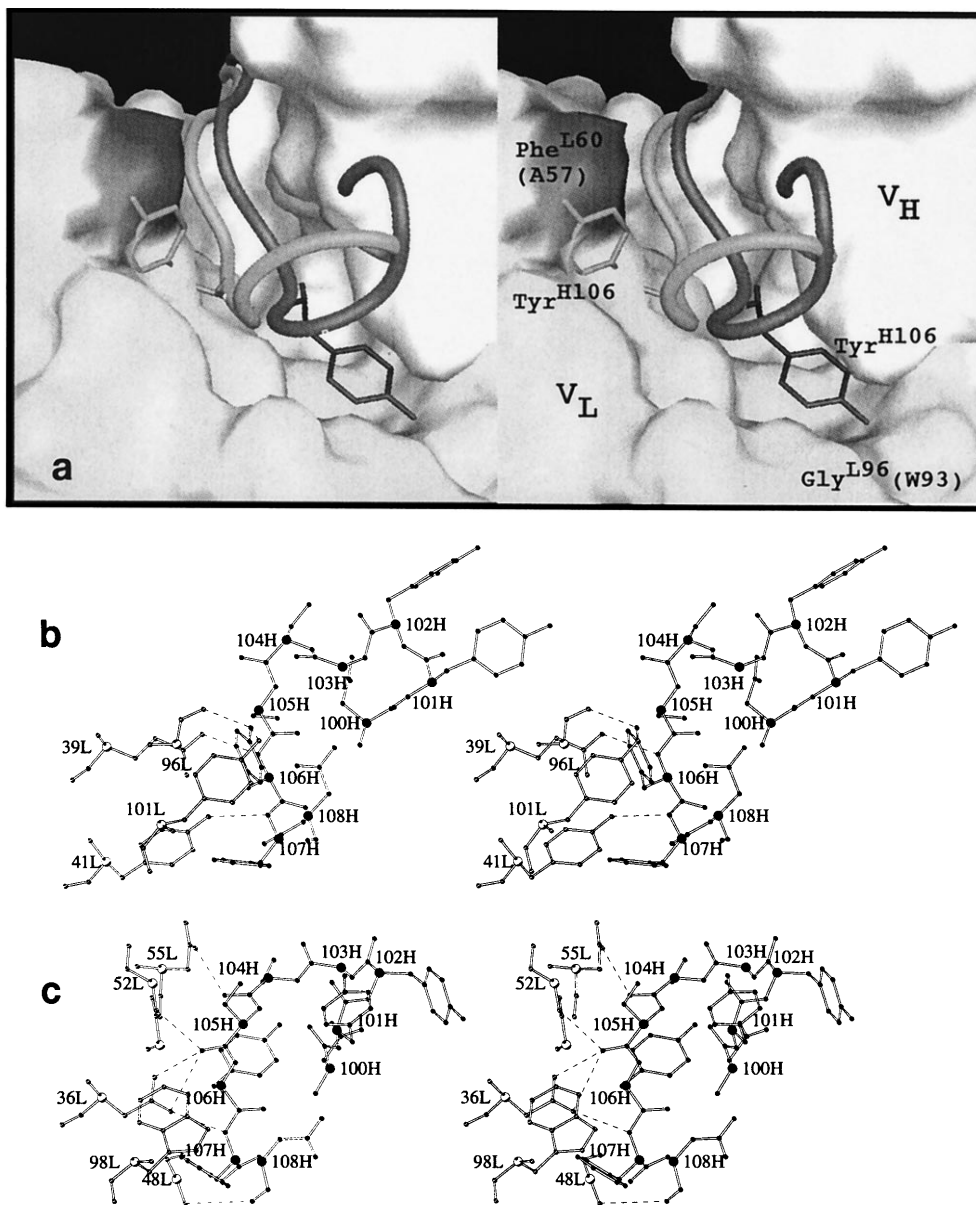 Phe^L60
(A57)
V_H
Tyr^H106
Tyr^H106
V_L
a
Gly^L96 (W93)
b
104H
102H
104H
102H
103H
103H
105H
101H
105H
101H
100H
100H
39L
96L
39L
96L
106H
106H
101L
108H
101L
108H
41L
107H
41L
107H
c
55L
103H
102H
55L
103H
102H
52L
104H
52L
104H
105H
101H
105H
101H
100H
100H
36L
106H
36L
106H
98L
107H
108H
98L
107H
108H
48L
48L